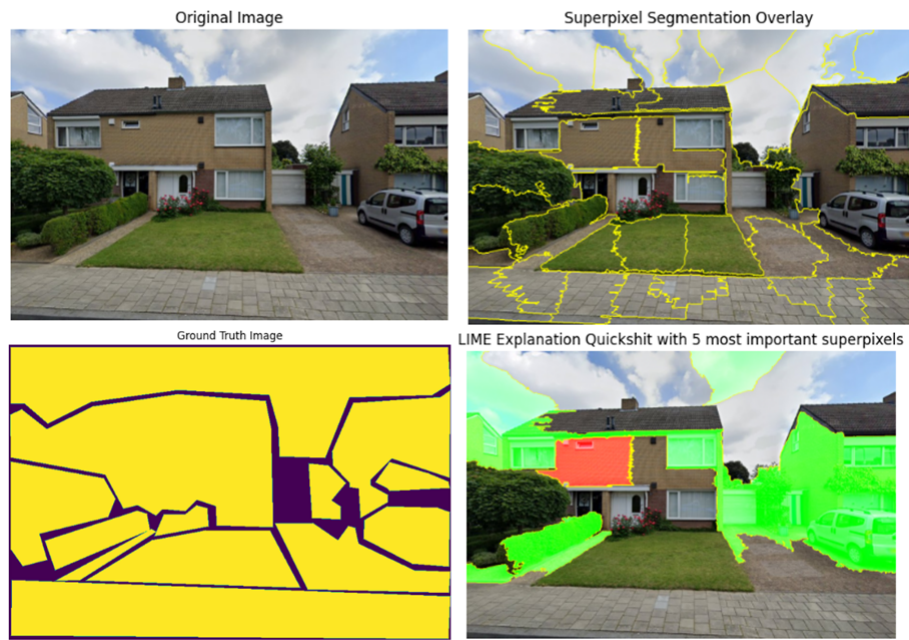 Original Image
Superpixel Segmentation Overlay
Ground Truth Image
LIME Explanation Quickshit with 5 most important superpixels